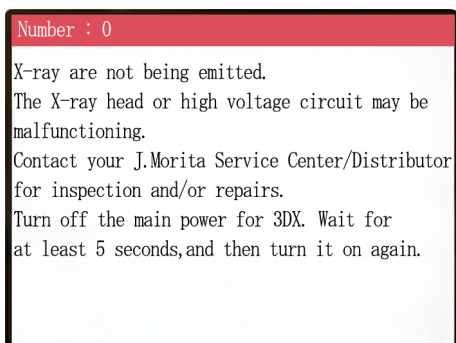 Number : 0
X-ray are not being emitted.
The X-ray head or high voltage circuit may be
malfunctioning.
Contact your J.Morita Service Center/Distributor
for inspection and/or repairs.
Turn off the main power for 3DX. Wait for
at least 5 seconds,and then turn it on again.